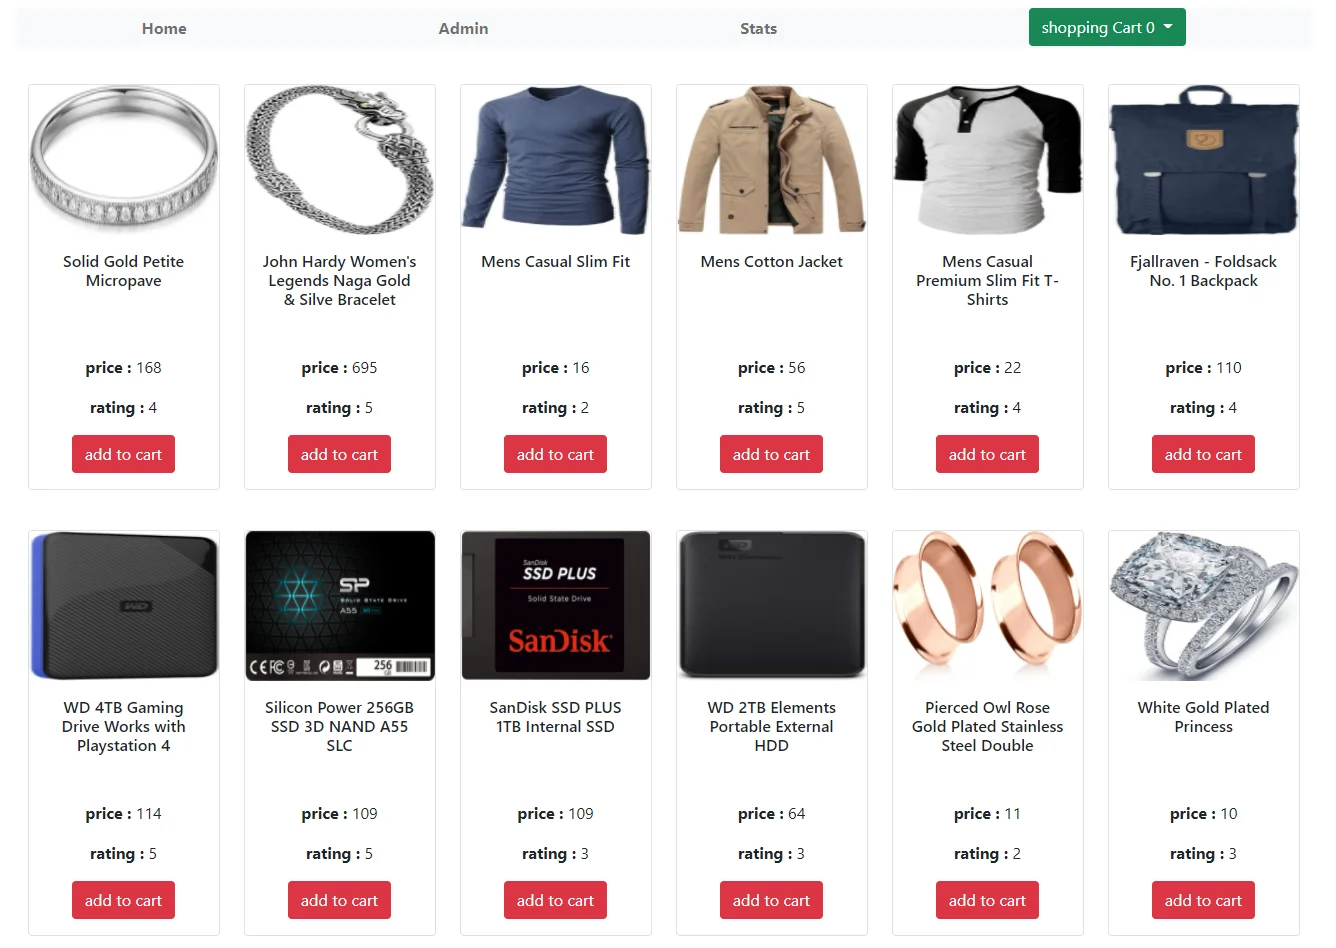 Home Admin Stats shopping Cart 0
Solid Gold Petite
Micropave
price : 168
rating : 4
add to cart
John Hardy Women's
Legends Naga Gold
& Silve Bracelet
price : 695
rating : 5
add to cart
Mens Casual Slim Fit
price : 16
rating : 2
add to cart
Mens Cotton Jacket
price : 56
rating : 5
add to cart
Mens Casual
Premium Slim Fit T-
Shirts
price : 22
rating : 4
add to cart
Fjallraven - Foldsack
No. 1 Backpack
price : 110
rating : 4
add to cart
WD
WD 4TB Gaming
Drive Works with
Playstation 4
price : 114
rating : 5
add to cart
SP
SOLID STATE DRIVE
A55
256
GB
Silicon Power 256GB
SSD 3D NAND A55
SLC
price : 109
rating : 5
add to cart
SanDisk
SSD PLUS
Solid State Drive
SanDisk
SanDisk SSD PLUS
1TB Internal SSD
price : 109
rating : 3
add to cart
WD
WD 2TB Elements
Portable External
HDD
price : 64
rating : 3
add to cart
Pierced Owl Rose
Gold Plated Stainless
Steel Double
price : 11
rating : 2
add to cart
White Gold Plated
Princess
price : 10
rating : 3
add to cart